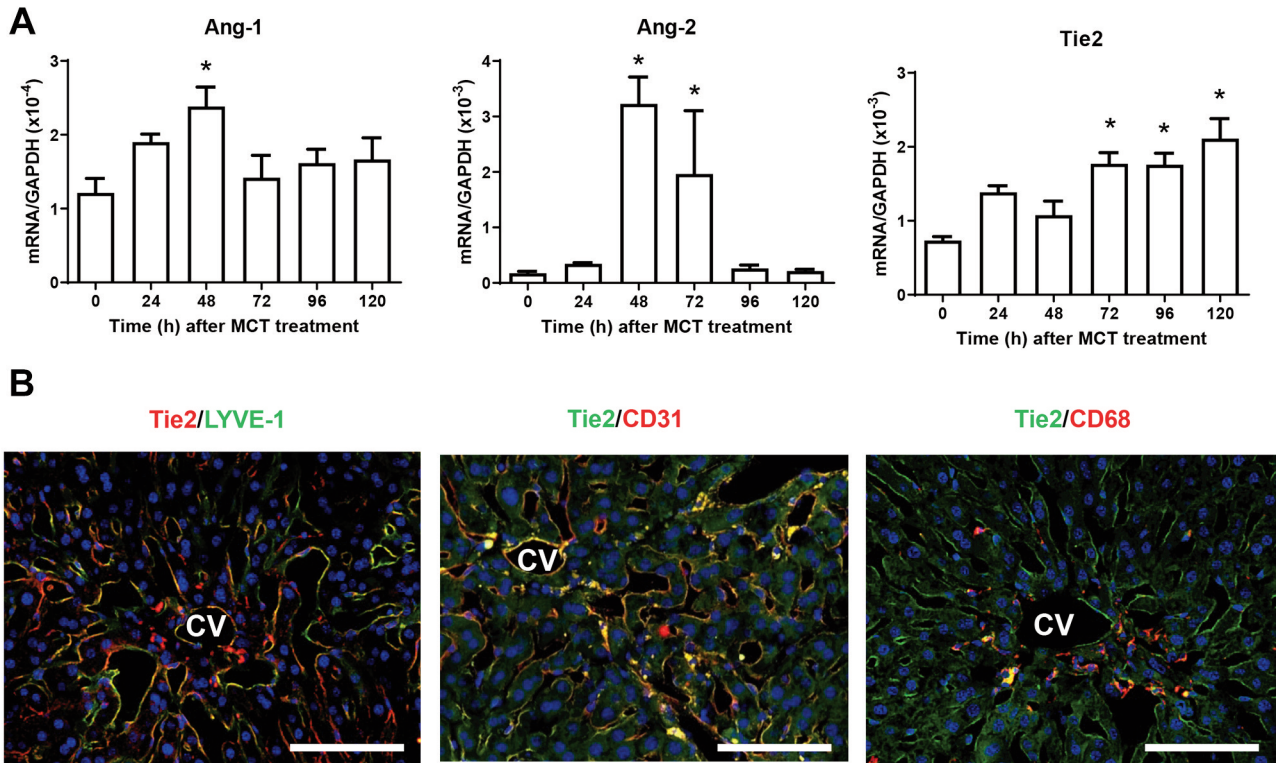 A
Ang-1
mRNA/GAPDH (x10⁻⁴)
3
2
1
0
*
0 24 48 72 96 120
Time (h) after MCT treatment
Ang-2
mRNA/GAPDH (x10⁻³)
4
3
2
1
0
* *
0 24 48 72 96 120
Time (h) after MCT treatment
Tie2
mRNA/GAPDH (x10⁻³)
3
2
1
0
* * *
0 24 48 72 96 120
Time (h) after MCT treatment
B
Tie2/LYVE-1
CV
Tie2/CD31
CV
Tie2/CD68
CV